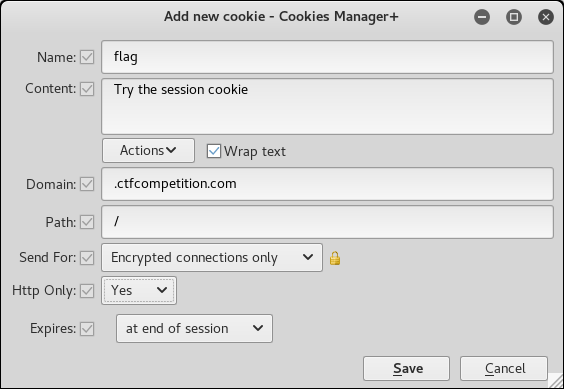 Add new cookie - Cookies Manager+
Name: flag
Content: Try the session cookie
Actions Wrap text
Domain: .ctfcompetition.com
Path: /
Send For: Encrypted connections only
Http Only: Yes
Expires: at end of session
Save Cancel